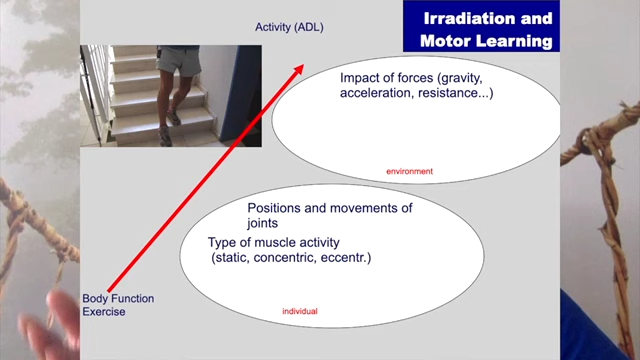 Activity (ADL)
Irradiation and
Motor Learning
Impact of forces (gravity,
acceleration, resistance...)
environment
Positions and movements of
joints
Type of muscle activity
(static, concentric, eccentr.)
Body Function
Exercise
individual